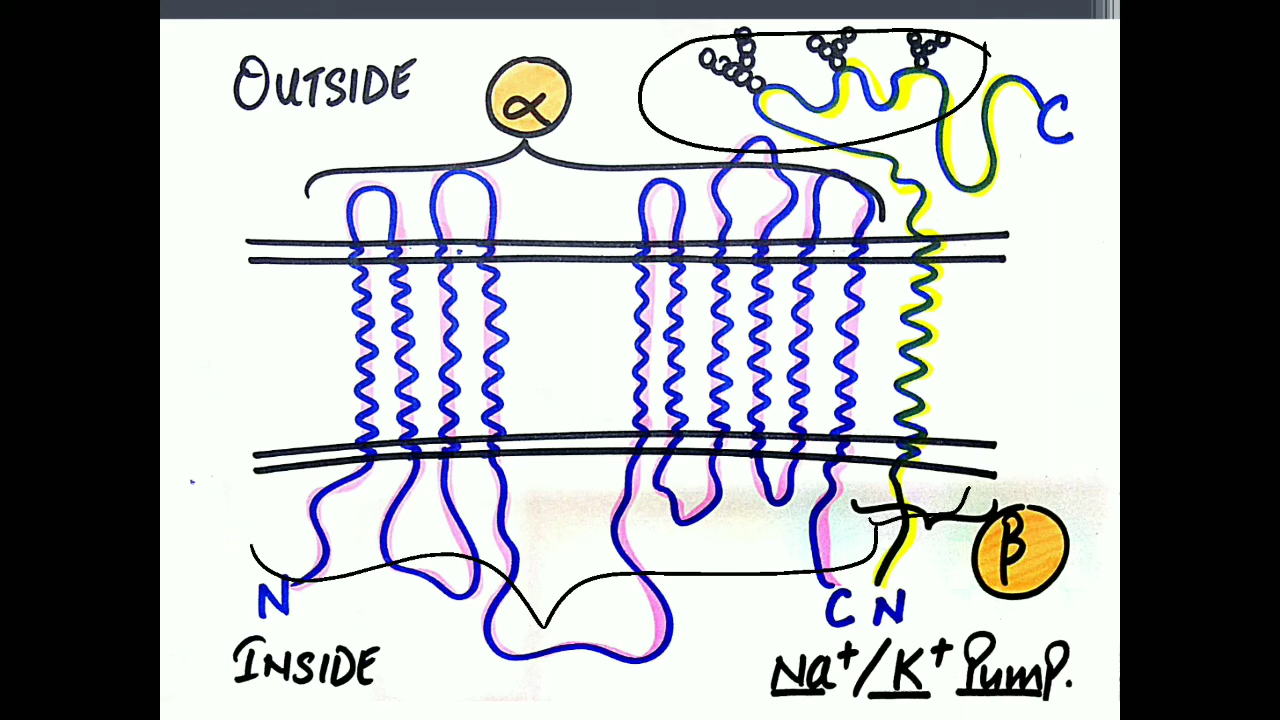 OUTSIDE
α
C
N
C N
β
INSIDE
Na⁺/K⁺ Pump.